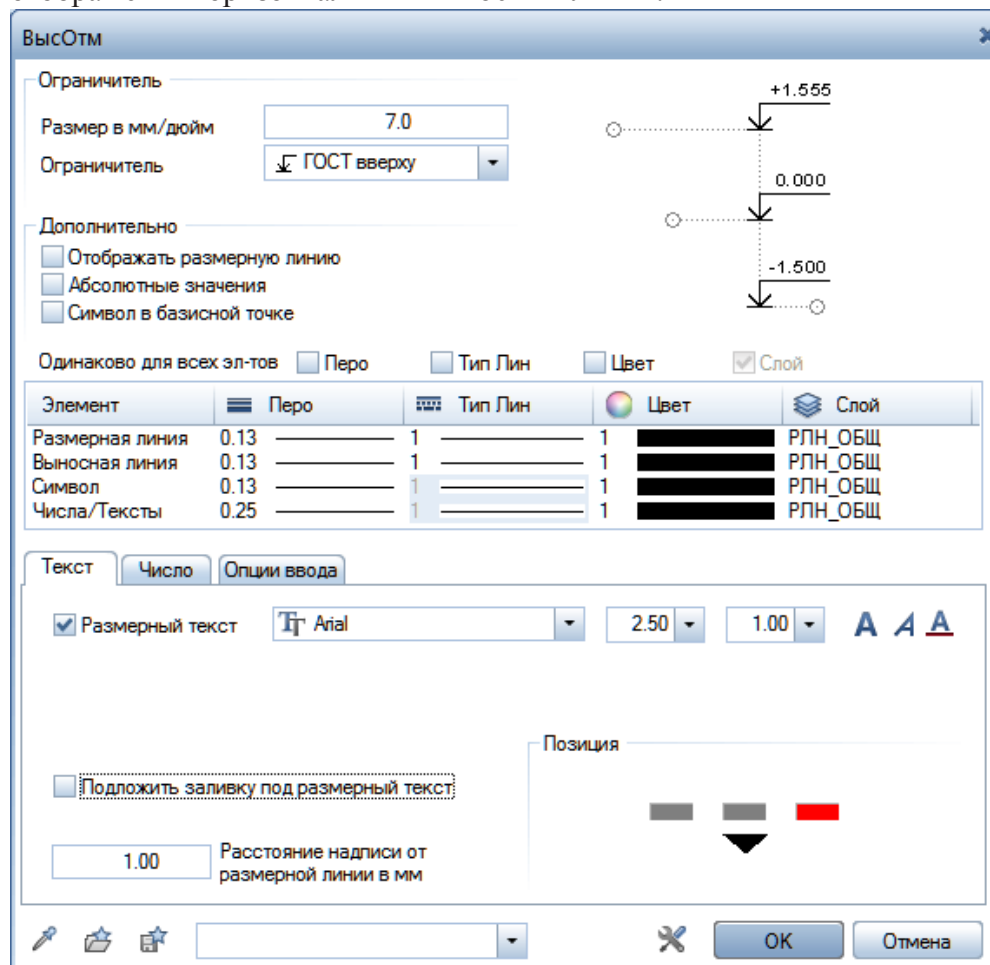 ВысОтм
Ограничитель
Размер в мм/дюйм 7.0
Ограничитель ГОСТ вверху
+1.555
0.000
-1.500
Дополнительно
Отображать размерную линию
Абсолютные значения
Символ в базисной точке
Одинаково для всех эл-тов Перо Тип Лин Цвет Слой
Элемент Перо Тип Лин Цвет Слой
Размерная линия 0.13 1 1 РЛН_ОБЩ
Выносная линия 0.13 1 1 РЛН_ОБЩ
Символ 0.13 1 1 РЛН_ОБЩ
Числа/Тексты 0.25 1 1 РЛН_ОБЩ
Текст Число Опции ввода
Размерный текст Arial 2.50 1.00 A A A
Позиция
Подложить заливку под размерный текст
1.00 Расстояние надписи от
размерной линии в мм
OK Отмена